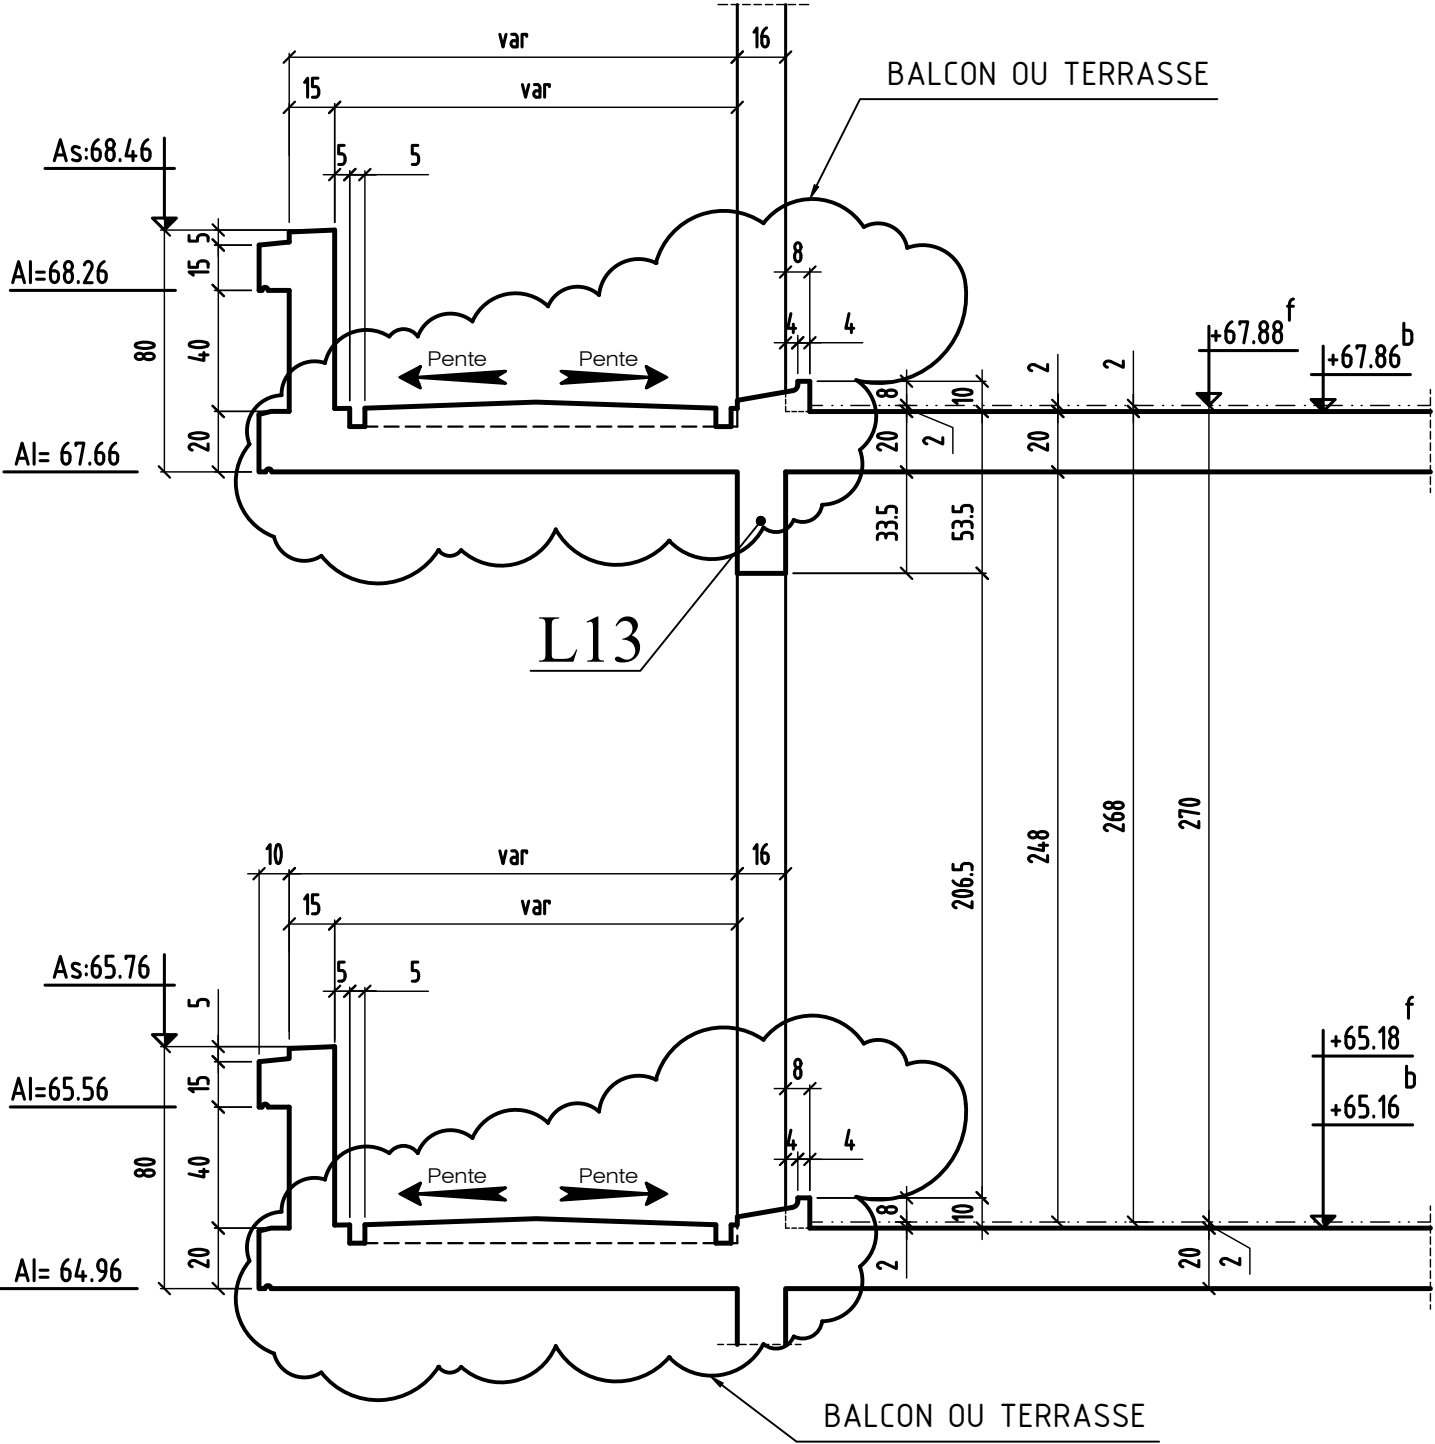 var 16
BALCON OU TERRASSE
15 var
As:68.46
5 5
5
8
Al=68.26
15
f
+67.88
b
+67.86
4 4
80
40
Pente Pente
2
2
8
10
20
Al= 67.66
20
2
20
33.5
53.5
L13
248
268
270
206.5
10 var 16
15 var
As:65.76
5 5
5
f
+65.18
b
+65.16
8
Al=65.56
15
4 4
80
40
Pente Pente
8
10
20
2
20
2
Al= 64.96
BALCON OU TERRASSE